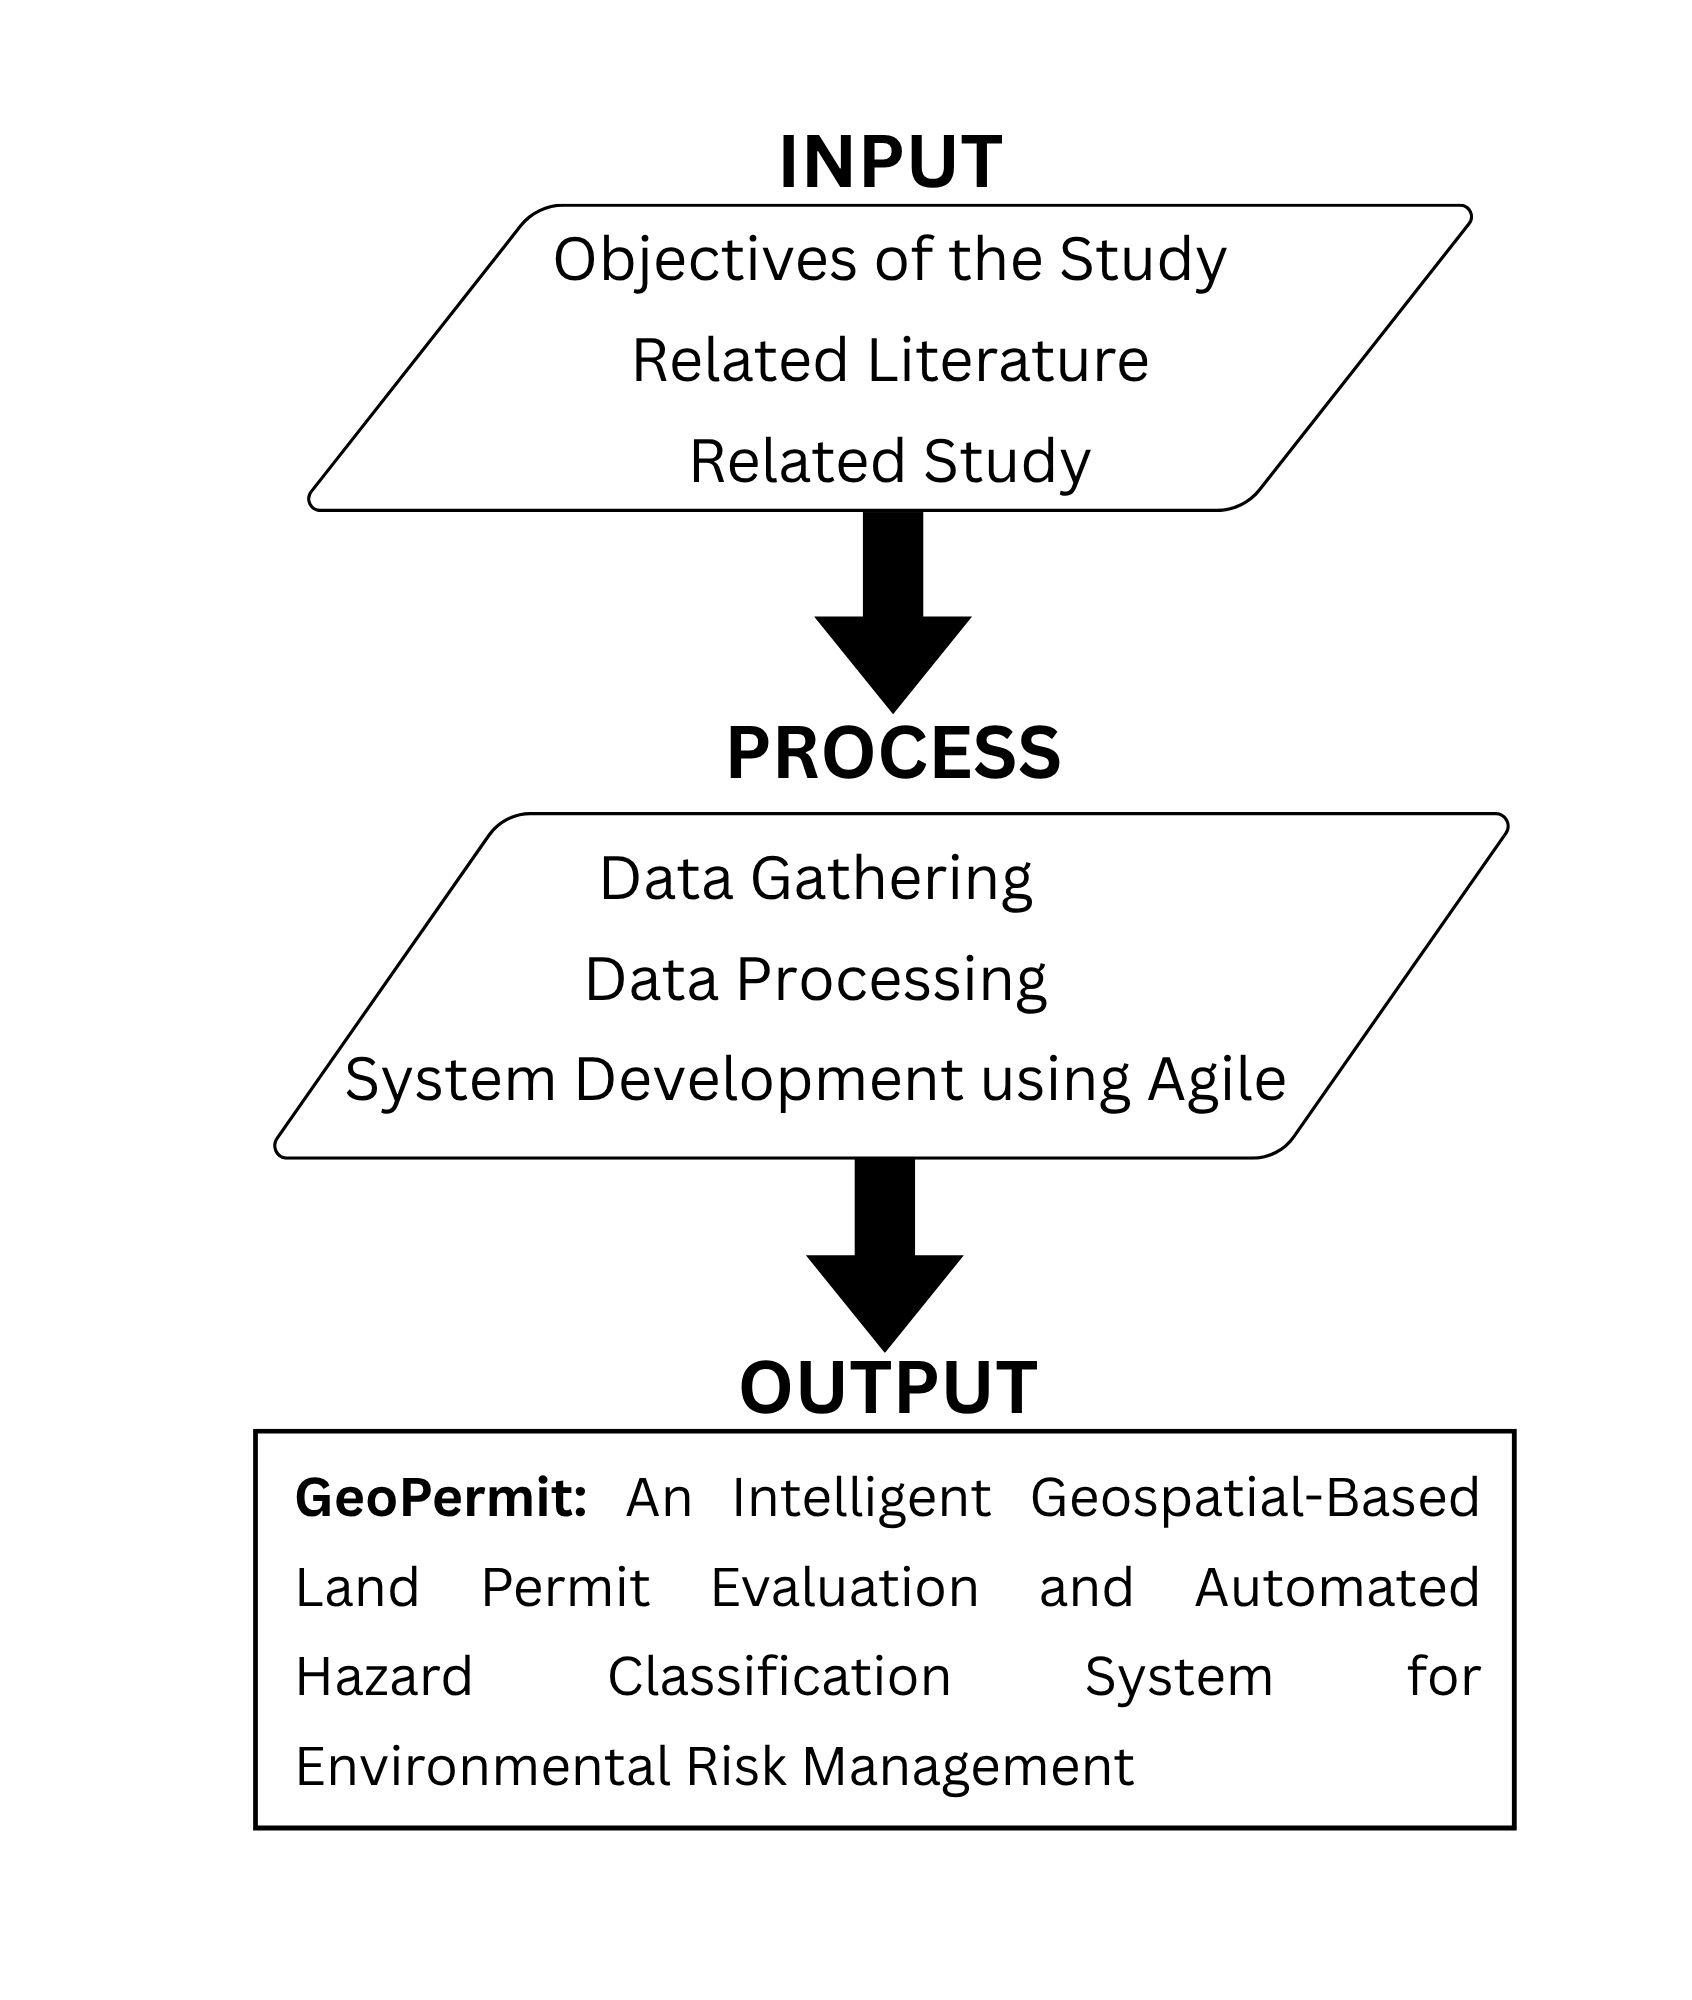 INPUT
Objectives of the Study
Related Literature
Related Study
PROCESS
Data Gathering
Data Processing
System Development using Agile
OUTPUT
GeoPermit: An Intelligent Geospatial-Based
Land Permit Evaluation and Automated
Hazard Classification System for
Environmental Risk Management